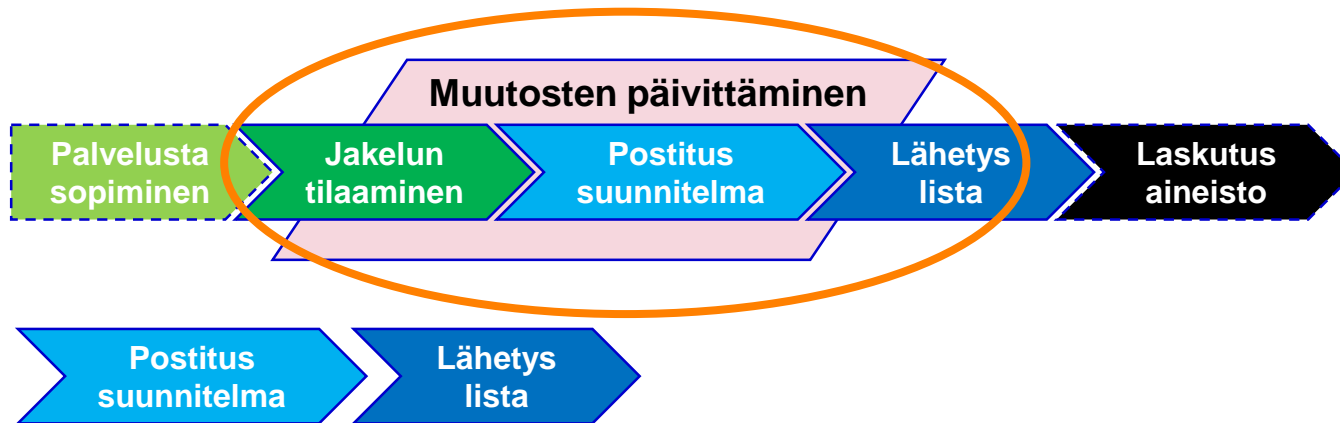 Muutosten päivittäminen
Palvelusta
sopiminen
Jakelun
tilaaminen
Postitus
suunnitelma
Lähetys
lista
Laskutus
aineisto
Postitus
suunnitelma
Lähetys
lista